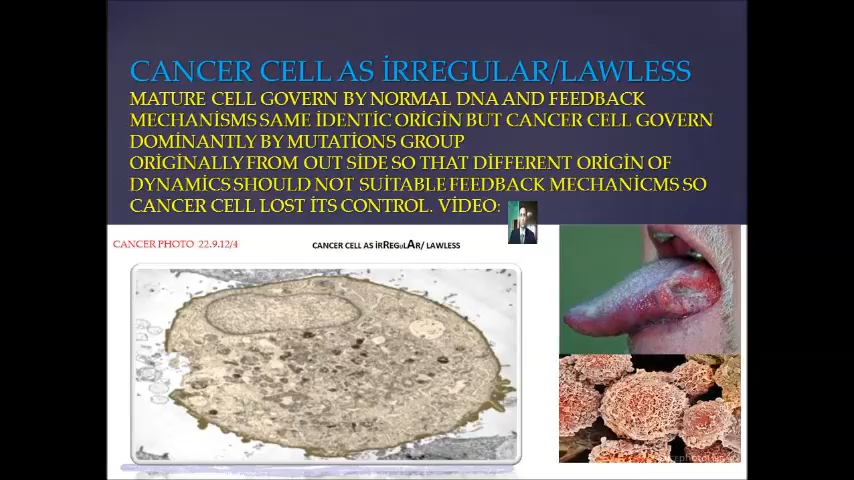 CANCER CELL AS İRREGULAR/LAWLESS
MATURE CELL GOVERN BY NORMAL DNA AND FEEDBACK
MECHANİSMS SAME İDENTİC ORİGİN BUT CANCER CELL GOVERN
DOMİNANTLY BY MUTATİONS GROUP
ORİGİNALLY FROM OUT SİDE SO THAT DİFFERENT ORİGİN OF
DYNAMİCS SHOULD NOT SUİTABLE FEEDBACK MECHANİCMS SO
CANCER CELL LOST İTS CONTROL. VİDEO:
CANCER PHOTO 22.9.12/4
CANCER CELL AS İRREGULAR/ LAWLESS